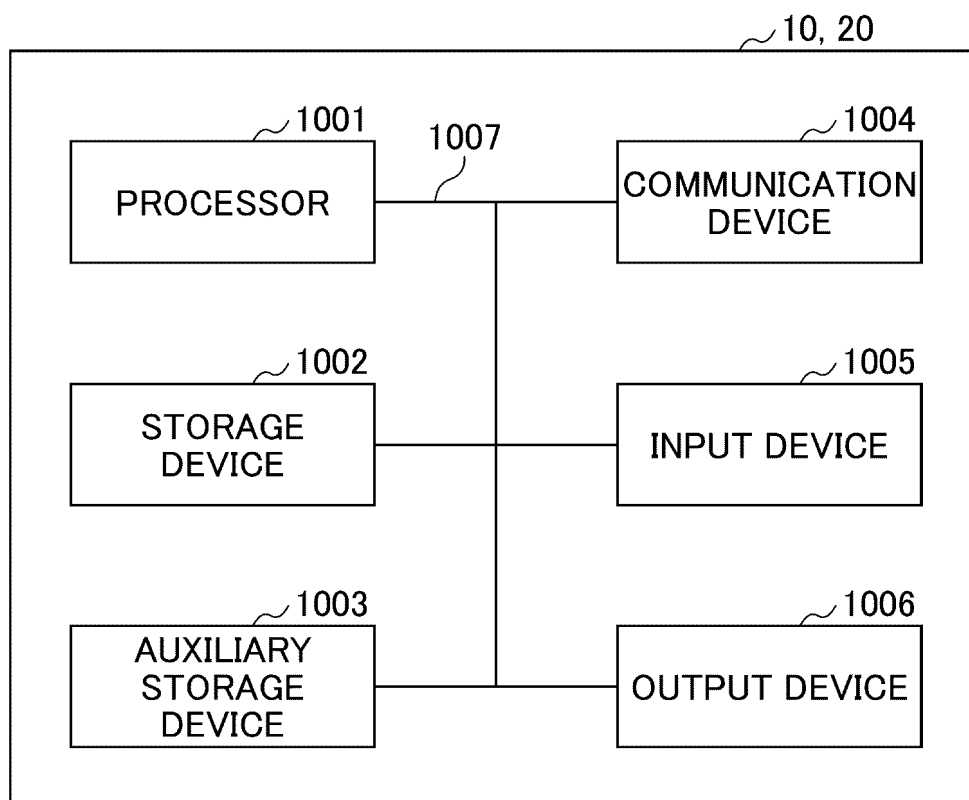 10, 20
1001
PROCESSOR
1007
1004
COMMUNICATION
DEVICE
1002
STORAGE
DEVICE
1005
INPUT DEVICE
1003
AUXILIARY
STORAGE
DEVICE
1006
OUTPUT DEVICE